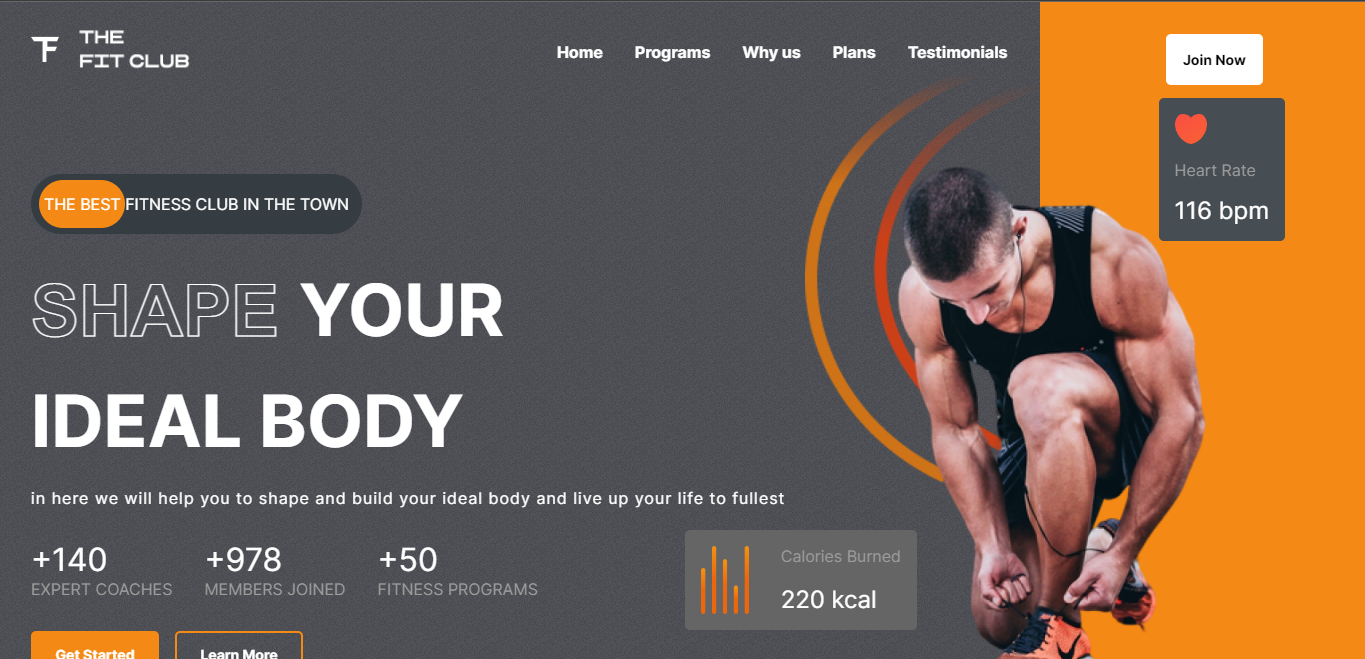 THE
FIT CLUB
Home
Programs
Why us
Plans
Testimonials
Join Now
Heart Rate
116 bpm
THE BEST FITNESS CLUB IN THE TOWN
SHAPE YOUR
IDEAL BODY
in here we will help you to shape and build your ideal body and live up your life to fullest
+140
EXPERT COACHES
+978
MEMBERS JOINED
+50
FITNESS PROGRAMS
Calories Burned
220 kcal
Get Started
Learn More